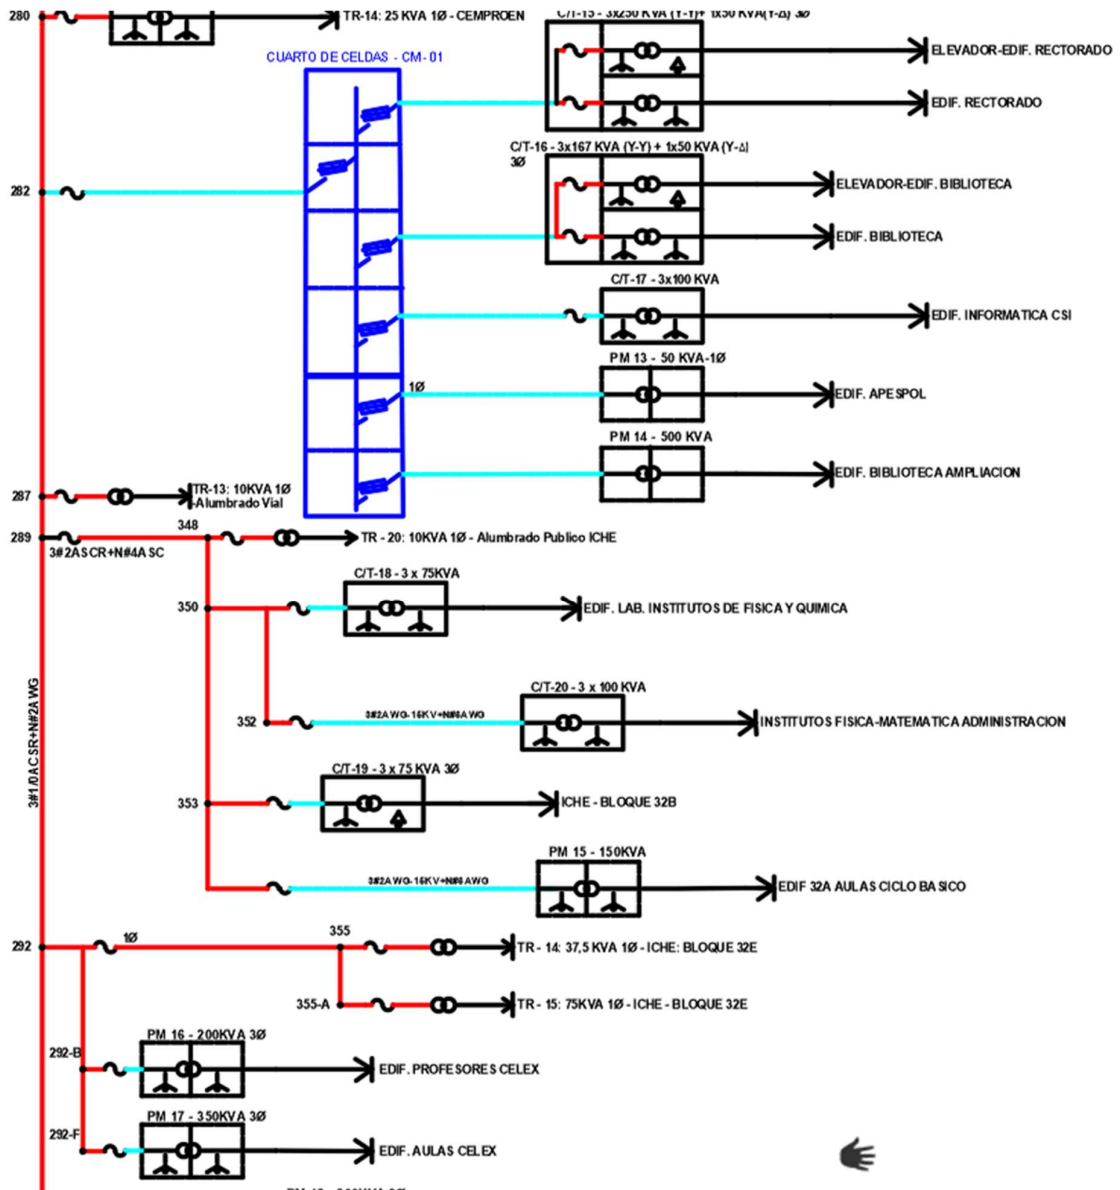 280
TR-14: 25 KVA 1Ø - CEMPROEN
C/T-15 - 3x250 KVA (Y-Y)+ 1x50 KVA(Y-Δ) 3Ø
CUARTO DE CELDAS - CM-01
ELEVADOR-EDIF. RECTORADO
EDIF. RECTORADO
C/T-16 - 3x167 KVA (Y-Y) + 1x50 KVA (Y-Δ)
3Ø
282
ELEVADOR-EDIF. BIBLIOTECA
EDIF. BIBLIOTECA
C/T-17 - 3x100 KVA
EDIF. INFORMATICA CSI
PM 13 - 50 KVA-1Ø
1Ø
EDIF. APESPOL
PM 14 - 500 KVA
EDIF. BIBLIOTECA AMPLIACION
287
TR-13: 10KVA 1Ø
-Alumbrado Vial
348
289
TR - 20: 10KVA 1Ø - Alumbrado Publico ICHE
3#2ASCR+N#4ASC
C/T-18 - 3 x 75KVA
350
EDIF. LAB. INSTITUTOS DE FISICA Y QUIMICA
C/T-20 - 3 x 100 KVA
3#1/0ACSR+N#2AWG
352
3#2AWG-15KV+N#6AWG
INSTITUTOS FISICA-MATEMATICA ADMINISTRACION
C/T-19 - 3 x 75 KVA 3Ø
353
ICHE - BLOQUE 32B
PM 15 - 150KVA
3#2AWG-15KV+N#6AWG
EDIF 32A AULAS CICLO BASICO
292
1Ø
355
TR - 14: 37,5 KVA 1Ø - ICHE: BLOQUE 32E
355-A
TR - 15: 75KVA 1Ø - ICHE - BLOQUE 32E
PM 16 - 200KVA 3Ø
292-B
EDIF. PROFESORES CELEX
PM 17 - 350KVA 3Ø
292-F
EDIF. AULAS CELEX